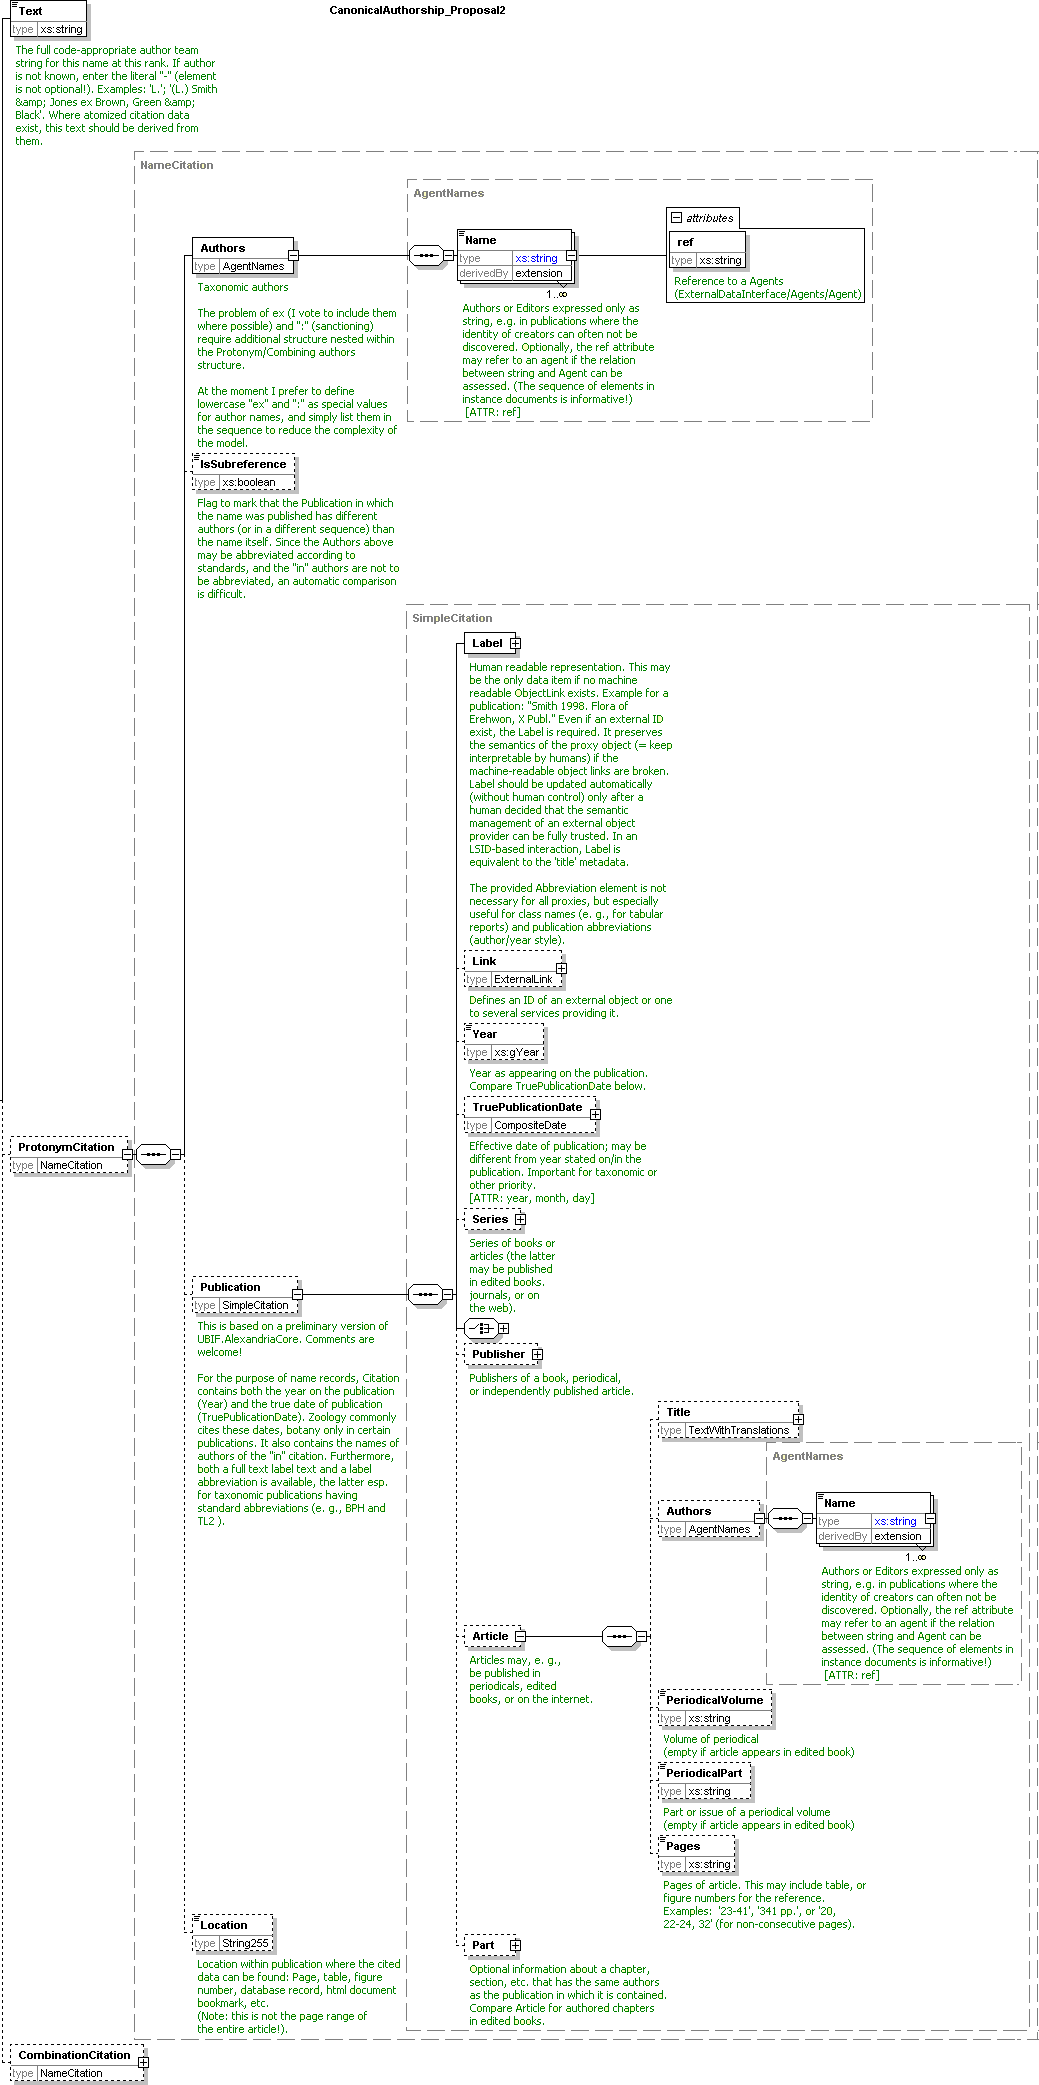 CanonicalAuthorship_Proposal2
Text
type xs:string
The full code-appropriate author team
string for this name at this rank. If author
is not known, enter the literal "-" (element
is not optional!). Examples: 'L.'; '(L.) Smith
&amp; Jones ex Brown, Green &amp;
Black'. Where atomized citation data
exist, this text should be derived from
them.
NameCitation
AgentNames
Authors
type AgentNames
Taxonomic authors
The problem of ex (I vote to include them
where possible) and ":" (sanctioning)
require additional structure nested within
the Protonym/Combining authors
structure.
At the moment I prefer to define
lowercase "ex" and ":" as special values
for author names, and simply list them in
the sequence to reduce the complexity of
the model.
Name
type xs:string
derivedBy extension
1..∞
Authors or Editors expressed only as
string, e.g. in publications where the
identity of creators can often not be
discovered. Optionally, the ref attribute
may refer to an agent if the relation
between string and Agent can be
assessed. (The sequence of elements in
instance documents is informative!)
[ATTR: ref]
attributes
ref
type xs:string
Reference to a Agents
(ExternalDataInterface/Agents/Agent)
IsSubreference
type xs:boolean
Flag to mark that the Publication in which
the name was published has different
authors (or in a different sequence) than
the name itself. Since the Authors above
may be abbreviated according to
standards, and the "in" authors are not to
be abbreviated, an automatic comparison
is difficult.
SimpleCitation
Label
Human readable representation. This may
be the only data item if no machine
readable ObjectLink exists. Example for a
publication: "Smith 1998. Flora of
Erehwon, X Publ." Even if an external ID
exist, the Label is required. It preserves
the semantics of the proxy object (= keep
interpretable by humans) if the
machine-readable object links are broken.
Label should be updated automatically
(without human control) only after a
human decided that the semantic
management of an external object
provider can be fully trusted. In an
LSID-based interaction, Label is
equivalent to the 'title' metadata.
The provided Abbreviation element is not
necessary for all proxies, but especially
useful for class names (e. g., for tabular
reports) and publication abbreviations
(author/year style).
Link
type ExternalLink
Defines an ID of an external object or one
to several services providing it.
Year
type xs:gYear
Year as appearing on the publication.
Compare TruePublicationDate below.
TruePublicationDate
type CompositeDate
Effective date of publication; may be
different from year stated on/in the
publication. Important for taxonomic or
other priority.
[ATTR: year, month, day]
ProtonymCitation
type NameCitation
Series
Series of books or
articles (the latter
may be published
in edited books.
journals, or on
the web).
Publication
type SimpleCitation
This is based on a preliminary version of
UBIF.AlexandriaCore. Comments are
welcome!
For the purpose of name records, Citation
contains both the year on the publication
(Year) and the true date of publication
(TruePublicationDate). Zoology commonly
cites these dates, botany only in certain
publications. It also contains the names of
authors of the "in" citation. Furthermore,
both a full text label text and a label
abbreviation is available, the latter esp.
for taxonomic publications having
standard abbreviations (e. g., BPH and
TL2 ).
Publisher
Publishers of a book, periodical,
or independently published article.
Title
type TextWithTranslations
AgentNames
Authors
type AgentNames
Name
type xs:string
derivedBy extension
1..∞
Authors or Editors expressed only as
string, e.g. in publications where the
identity of creators can often not be
discovered. Optionally, the ref attribute
may refer to an agent if the relation
between string and Agent can be
assessed. (The sequence of elements in
instance documents is informative!)
[ATTR: ref]
Article
Articles may, e. g.,
be published in
periodicals, edited
books, or on the internet.
PeriodicalVolume
type xs:string
Volume of periodical
(empty if article appears in edited book)
PeriodicalPart
type xs:string
Part or issue of a periodical volume
(empty if article appears in edited book)
Pages
type xs:string
Pages of article. This may include table, or
figure numbers for the reference.
Examples: '23-41', '341 pp.', or '20,
22-24, 32' (for non-consecutive pages).
Location
type String255
Location within publication where the cited
data can be found: Page, table, figure
number, database record, html document
bookmark, etc.
(Note: this is not the page range of
the entire article!).
Part
Optional information about a chapter,
section, etc. that has the same authors
as the publication in which it is contained.
Compare Article for authored chapters
in edited books.
CombinationCitation
type NameCitation